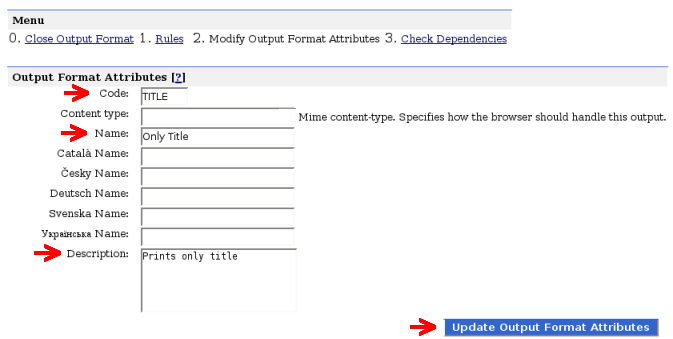 Menu
0. Close Output Format 1. Rules 2. Modify Output Format Attributes 3. Check Dependencies
Output Format Attributes [?]
Code: TITLE
Content type: Mime content-type. Specifies how the browser should handle this output.
Name: Only Title
Català Name:
Česky Name:
Deutsch Name:
Svenska Name:
Українська Name:
Description: Prints only title
Update Output Format Attributes